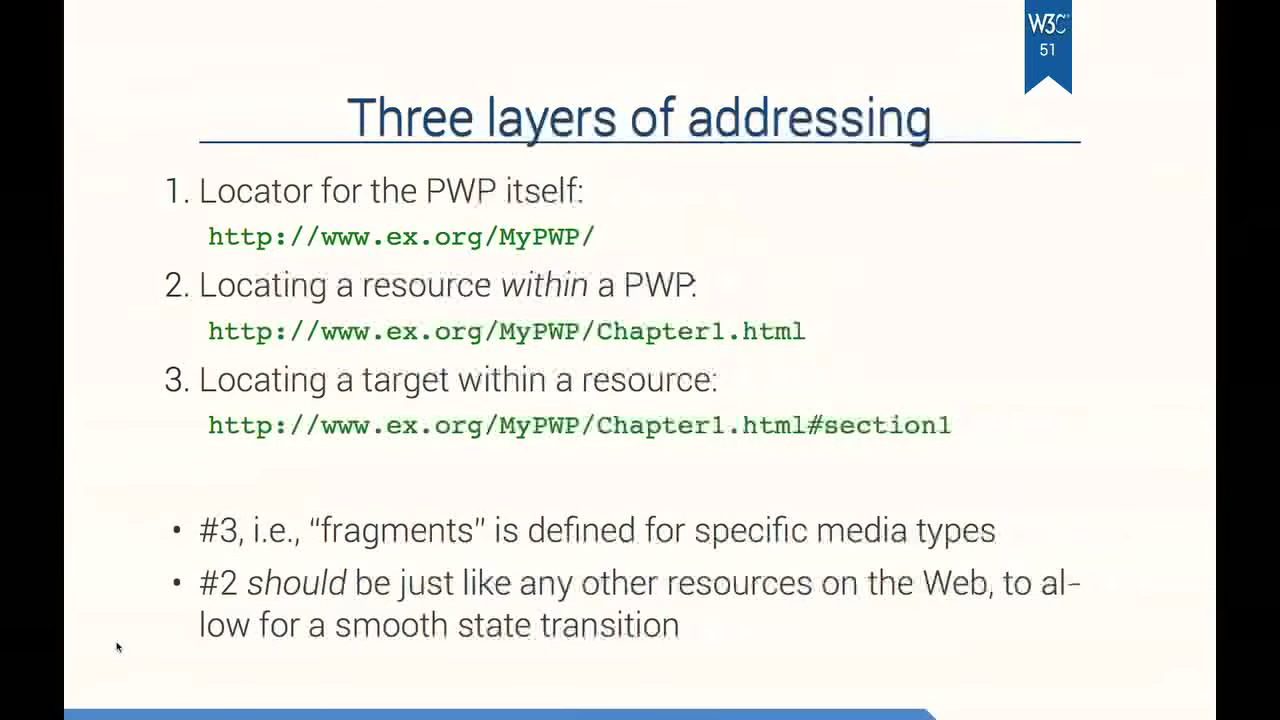 W3C
51
Three layers of addressing
1. Locator for the PWP itself:
http://www.ex.org/MyPWP/
2. Locating a resource within a PWP:
http://www.ex.org/MyPWP/Chapter1.html
3. Locating a target within a resource:
http://www.ex.org/MyPWP/Chapter1.html#section1
• #3, i.e., “fragments” is defined for specific media types
• #2 should be just like any other resources on the Web, to al-
low for a smooth state transition